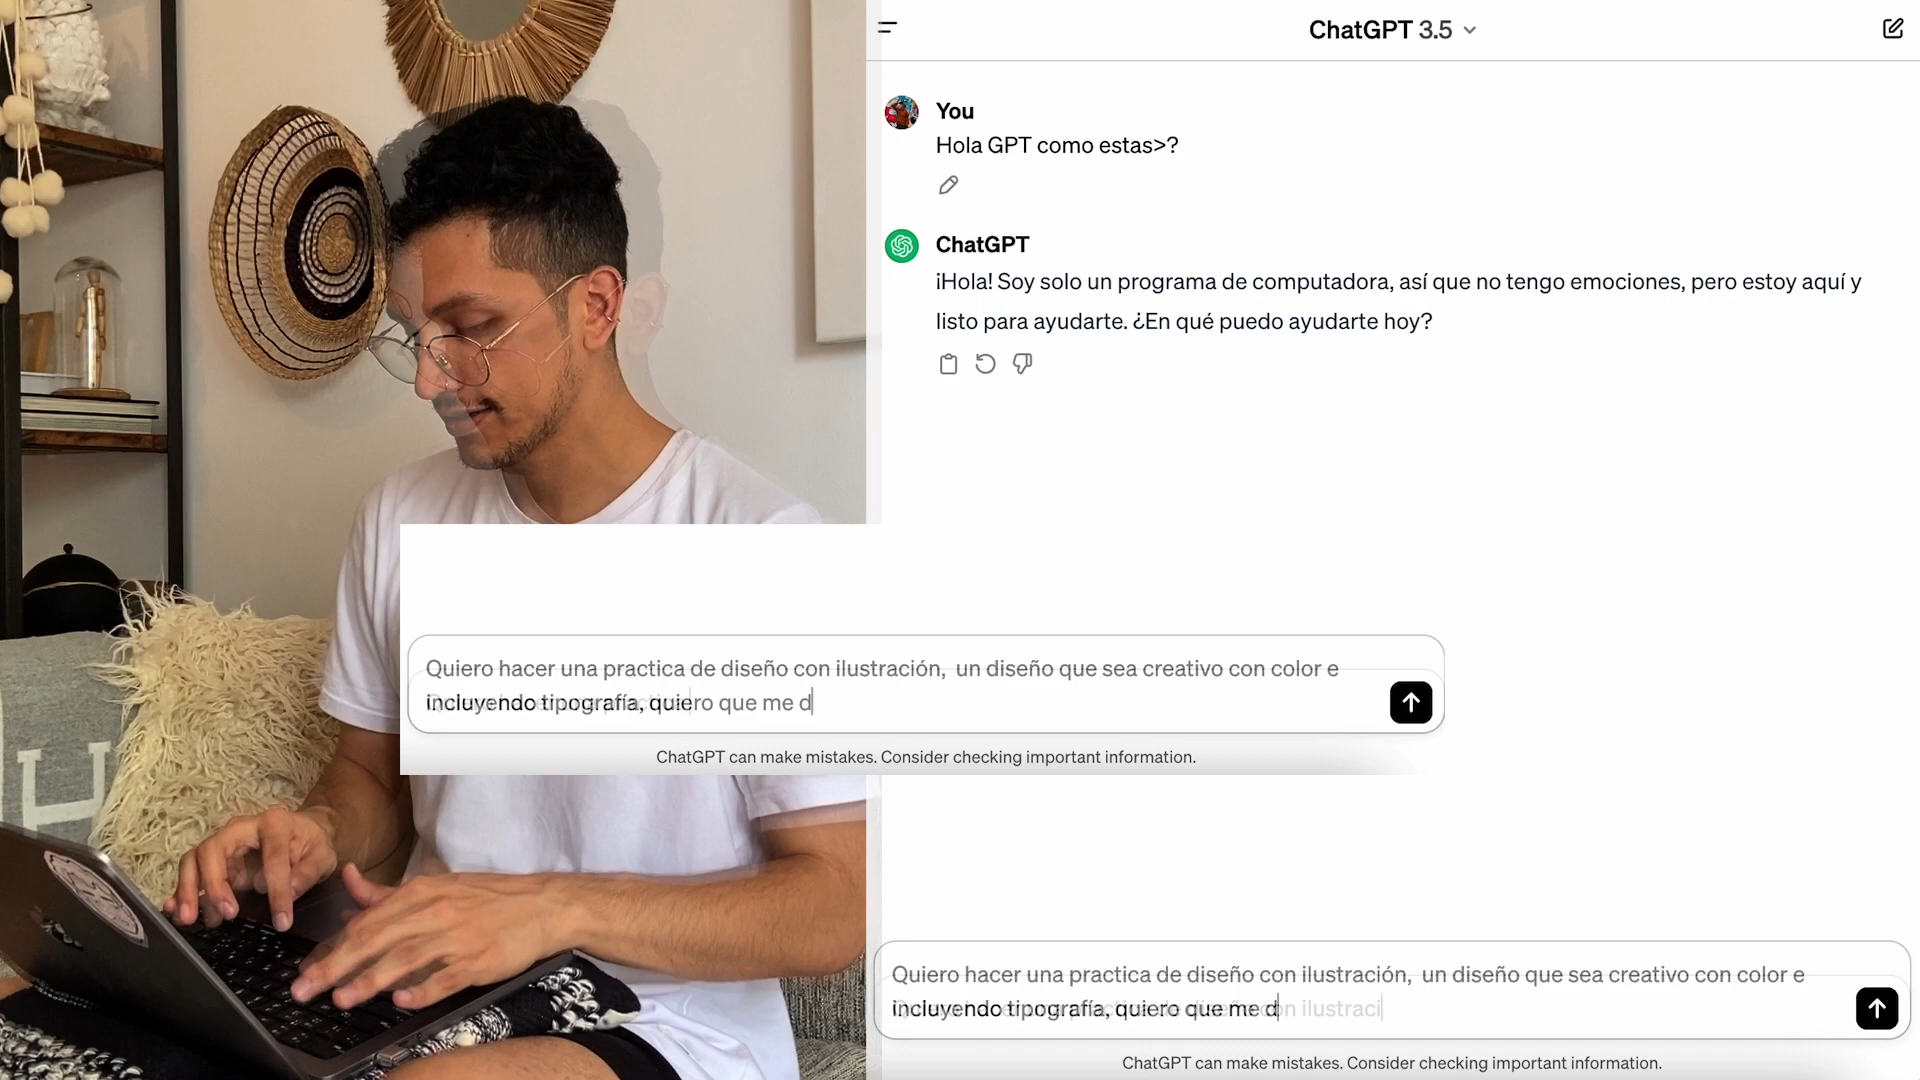 ChatGPT 3.5
You
Hola GPT como estas>?
ChatGPT
¡Hola! Soy solo un programa de computadora, así que no tengo emociones, pero estoy aquí y
listo para ayudarte. ¿En qué puedo ayudarte hoy?
Quiero hacer una practica de diseño con ilustración,  un diseño que sea creativo con color e
incluyendo tipografía, quiero que me d
ChatGPT can make mistakes. Consider checking important information.
Quiero hacer una practica de diseño con ilustración,  un diseño que sea creativo con color e
incluyendo tipografía, quiero que me d
ChatGPT can make mistakes. Consider checking important information.